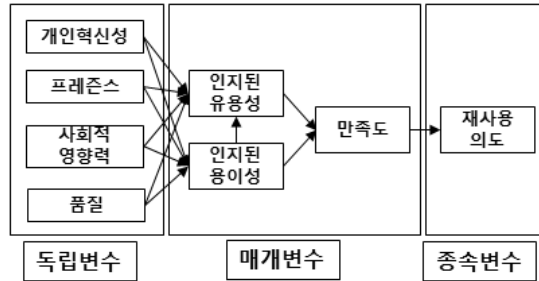 개인혁신성
프레즌스
사회적
영향력
품질
인지된
유용성
인지된
용이성
만족도
재사용
의도
독립변수
매개변수
종속변수